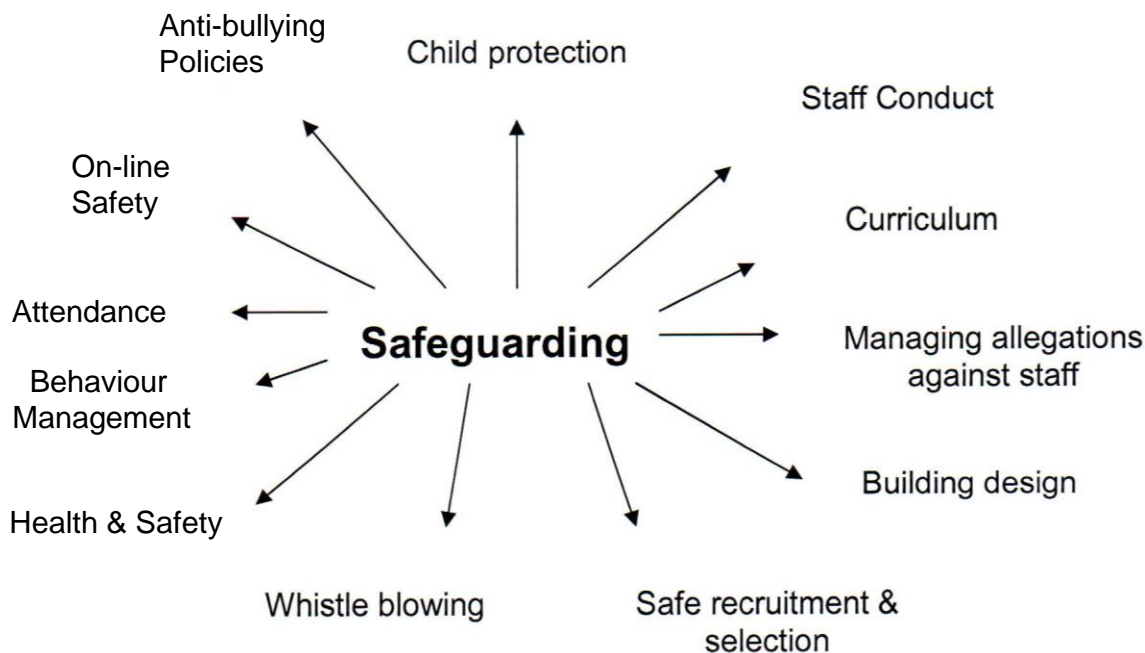 Anti-bullying
Policies
Child protection
Staff Conduct
On-line
Safety
Curriculum
Attendance
Safeguarding
Managing allegations
against staff
Behaviour
Management
Building design
Health & Safety
Whistle blowing
Safe recruitment &
selection